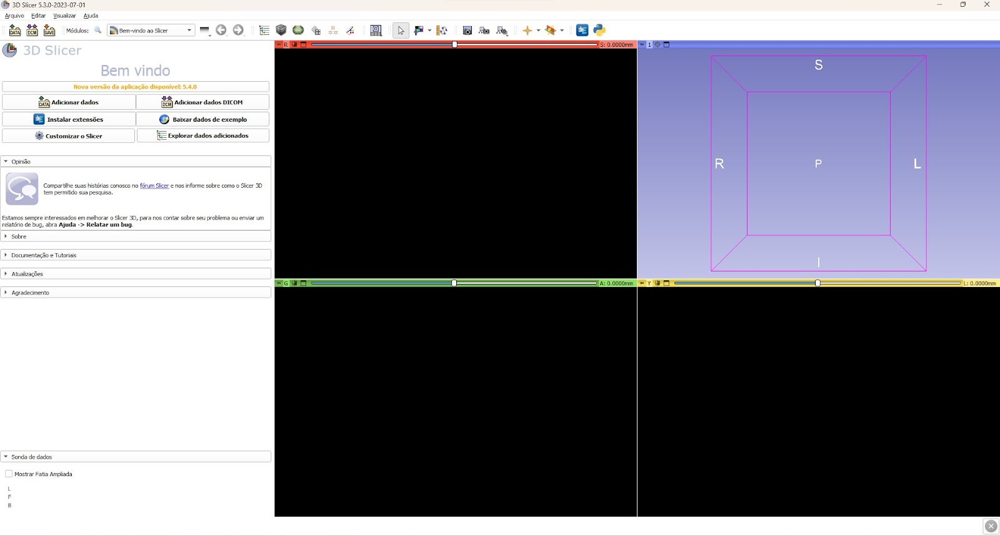 3D Slicer 5.3.0-2023-07-01
Arquivo Editar Visualizar Ajuda
DATA DCM SAVE Módulos: Bem-vindo ao Slicer
3D Slicer
Bem vindo
Nova versão da aplicação disponível: 5.4.0
DATA Adicionar dados
DCM Adicionar dados DICOM
Instalar extensões
Baixar dados de exemplo
Customizar o Slicer
Explorar dados adicionados
Opinião
Compartilhe suas histórias conosco no fórum Slicer e nos informe sobre como o Slicer 3D
tem permitido sua pesquisa.
Estamos sempre interessados em melhorar o Slicer 3D, para nos contar sobre seu problema ou enviar um
relatório de bug, abra Ajuda -> Relatar um bug.
Sobre
Documentação e Tutoriais
Atualizações
Agradecimento
Sonda de dados
Mostrar Fatia Ampliada
L
F
B
R S: 0.0000mm
1
S
R P L
I
G A: 0.0000mm
Y L: 0.0000mm